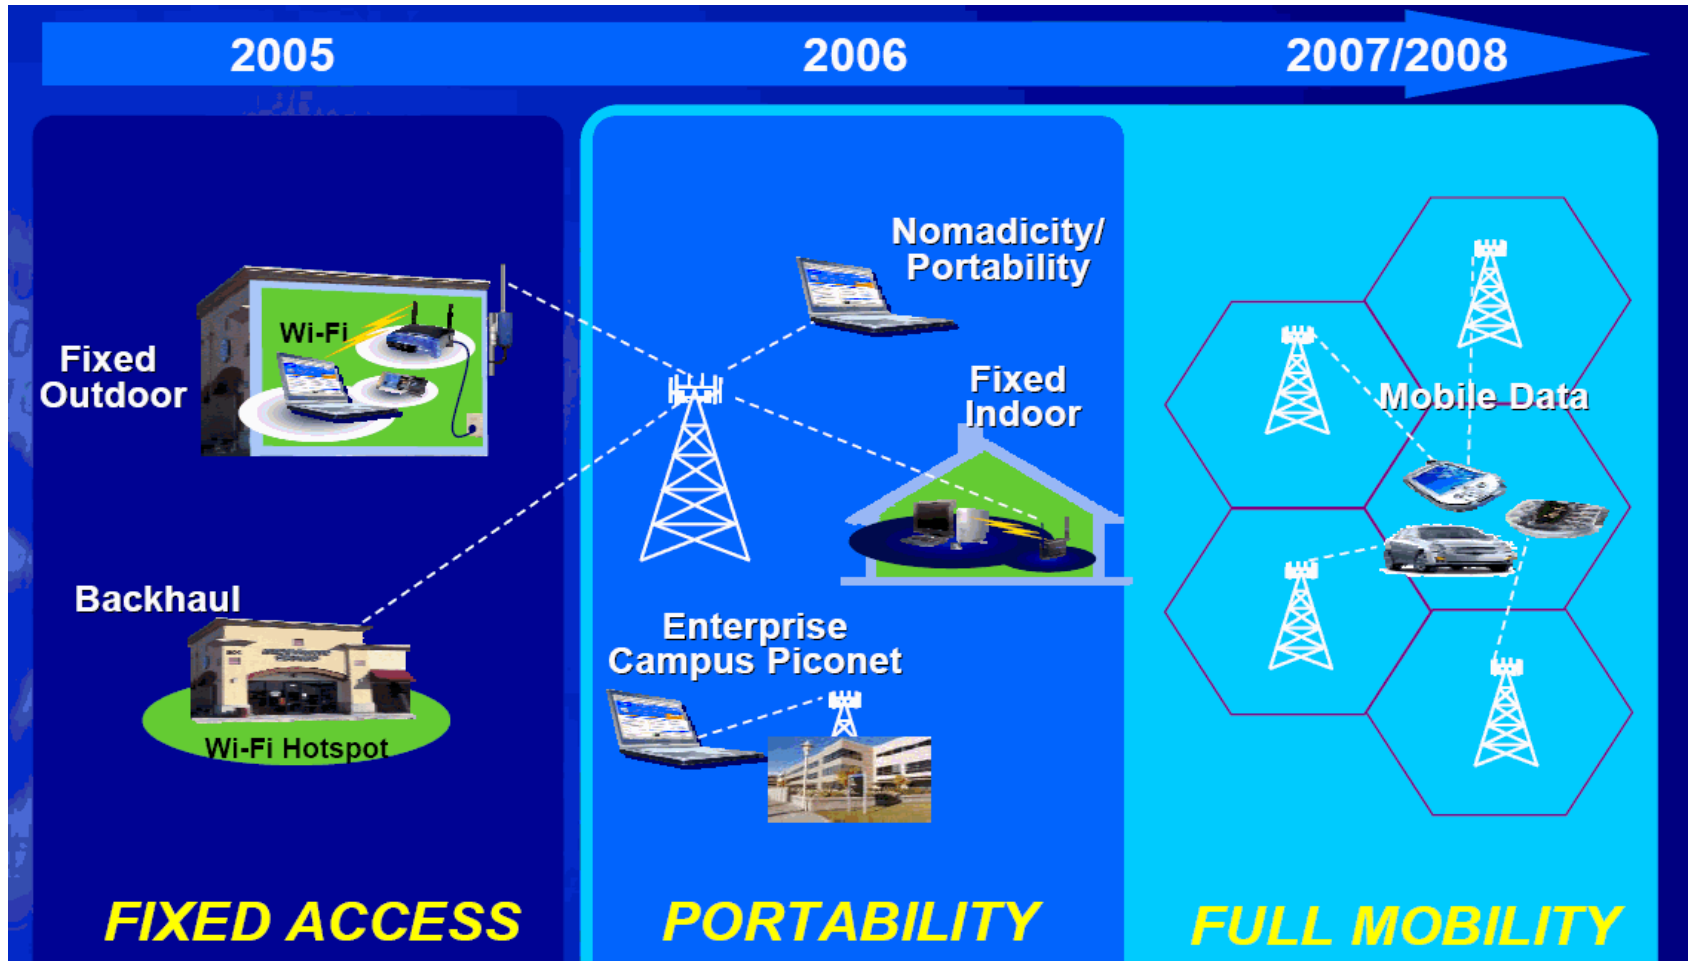 2005
2006
2007/2008
Fixed
Outdoor
Wi-Fi
Backhaul
Wi-Fi Hotspot
FIXED ACCESS
Nomadicity/
Portability
Fixed
Indoor
Enterprise
Campus Piconet
PORTABILITY
Mobile Data
FULL MOBILITY